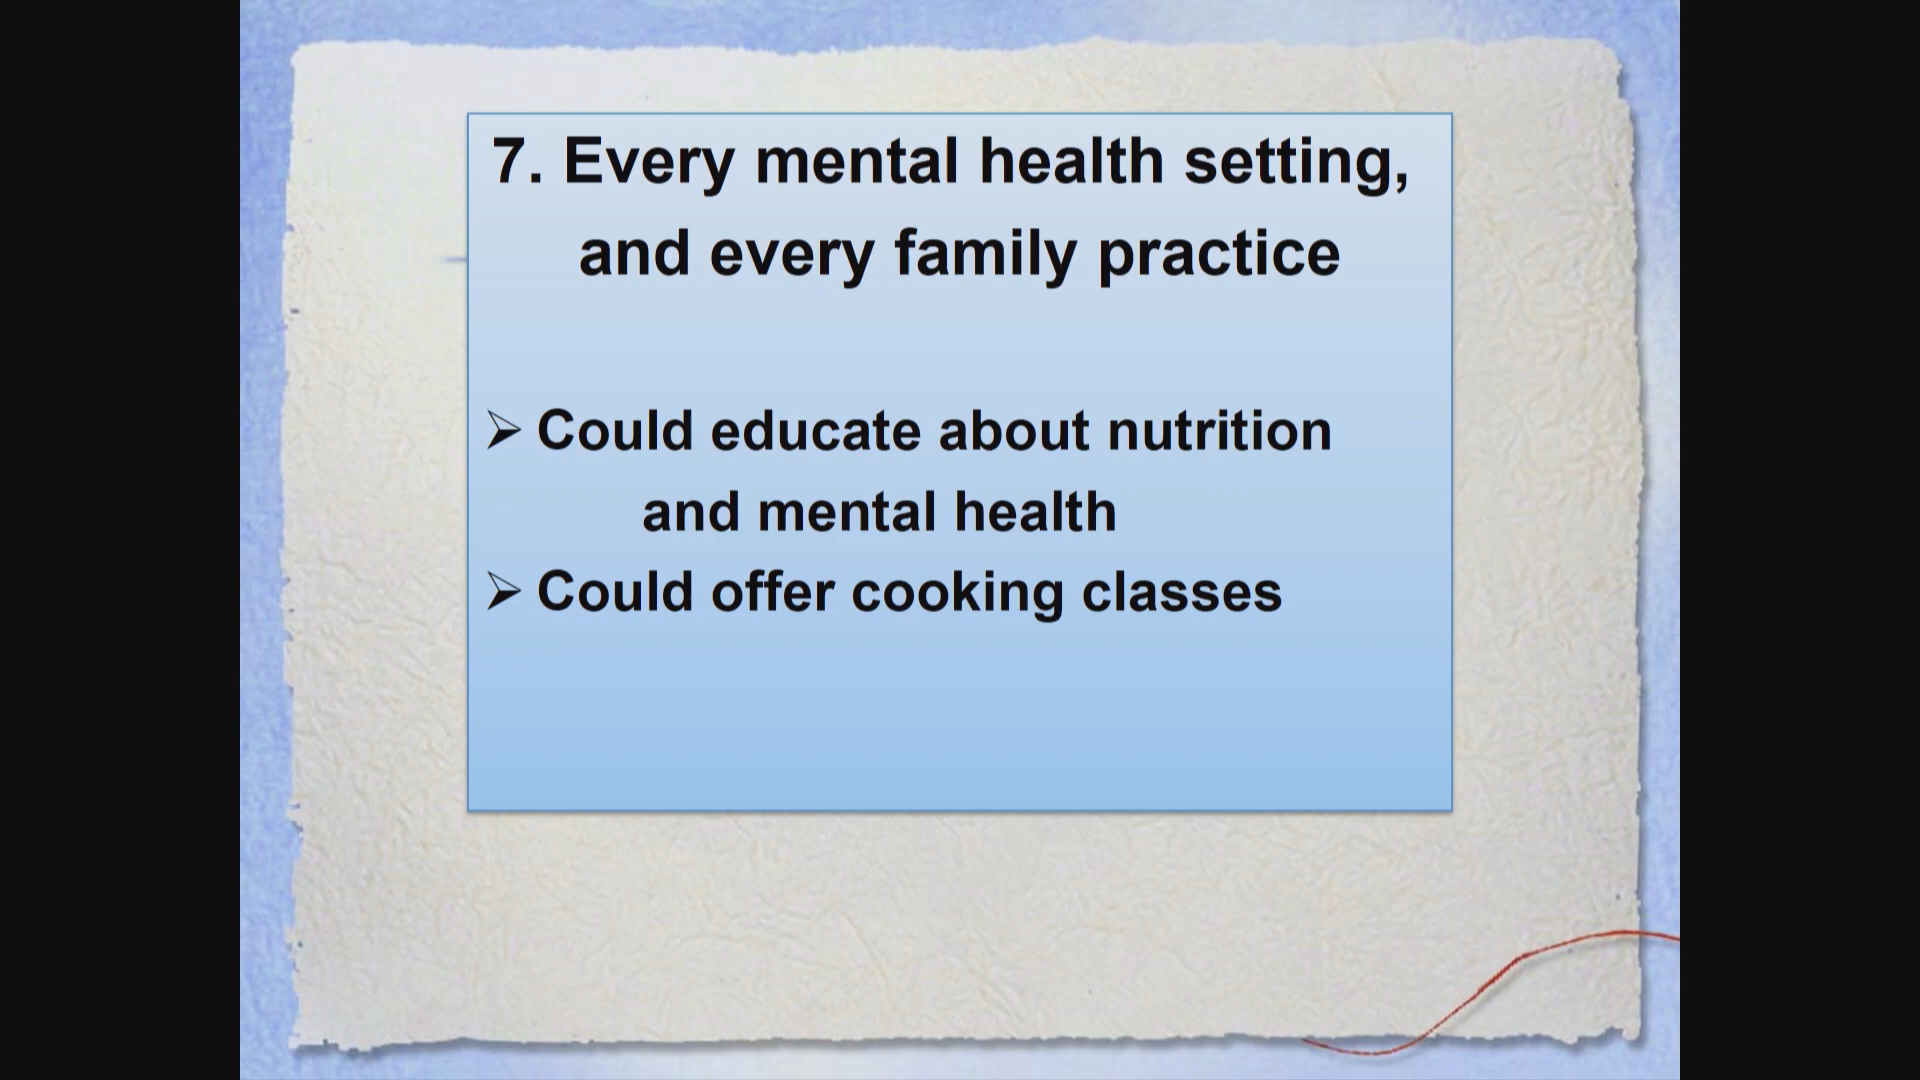 7. Every mental health setting,
and every family practice
➢ Could educate about nutrition
and mental health
➢ Could offer cooking classes